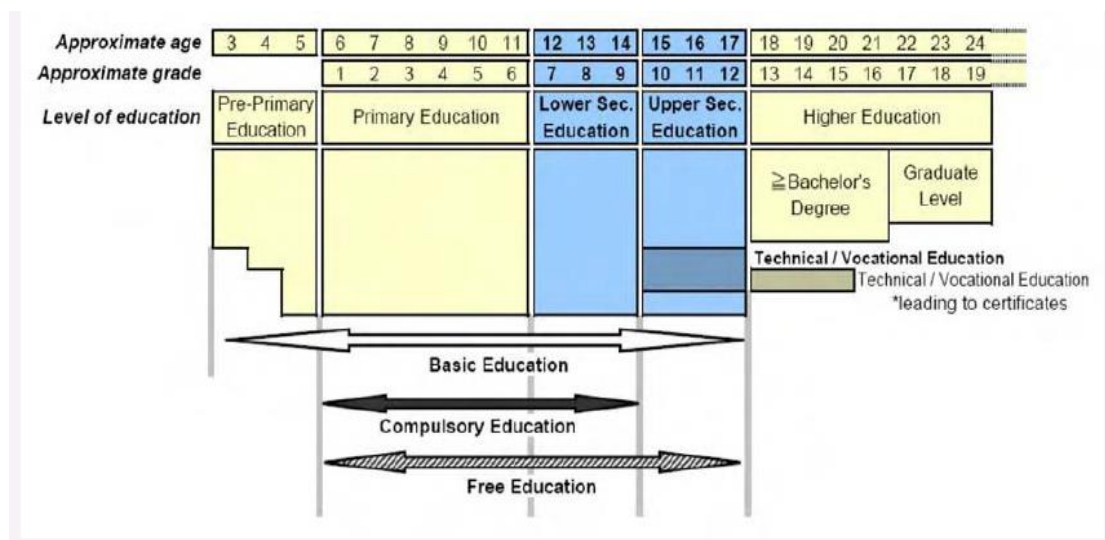 Approximate age 3 4 5 6 7 8 9 10 11 12 13 14 15 16 17 18 19 20 21 22 23 24
Approximate grade 1 2 3 4 5 6 7 8 9 10 11 12 13 14 15 16 17 18 19
Level of education
Pre-Primary
Education
Primary Education
Lower Sec.
Education
Upper Sec.
Education
Higher Education
≧Bachelor's
Degree
Graduate
Level
Technical / Vocational Education
Technical / Vocational Education
*leading to certificates
Basic Education
Compulsory Education
Free Education